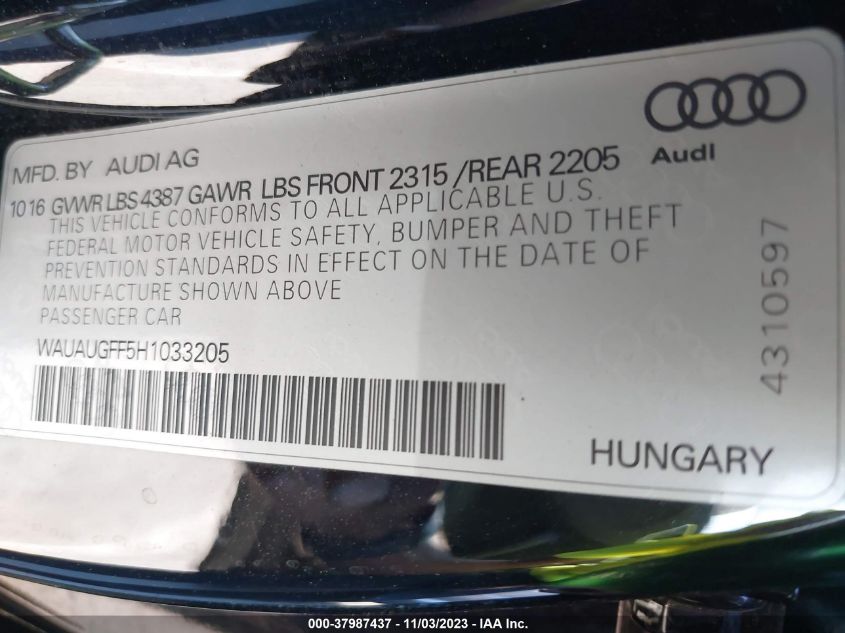 MFD. BY AUDI AG
Audi
1016 GVWR LBS 4387 GAWR LBS FRONT 2315 /REAR 2205
THIS VEHICLE CONFORMS TO ALL APPLICABLE U.S.
FEDERAL MOTOR VEHICLE SAFETY, BUMPER AND THEFT
PREVENTION STANDARDS IN EFFECT ON THE DATE OF
MANUFACTURE SHOWN ABOVE
PASSENGER CAR
WAUAUGFF5H1033205
4310597
HUNGARY
000-37987437 - 11/03/2023 - IAA Inc.